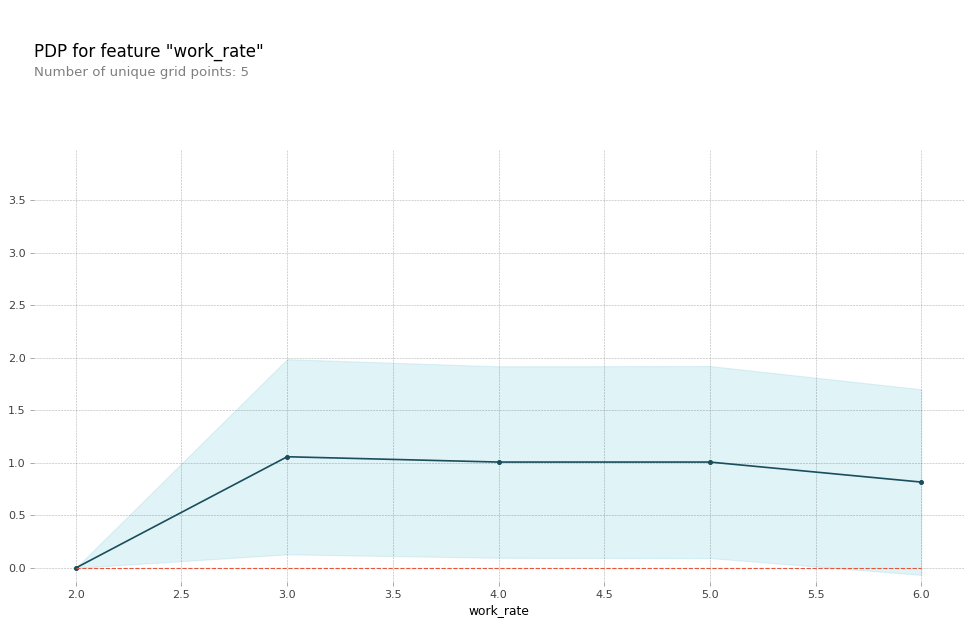 PDP for feature "work_rate"
Number of unique grid points: 5
3.5
3.0
2.5
2.0
1.5
1.0
0.5
0.0
2.0 2.5 3.0 3.5 4.0 4.5 5.0 5.5 6.0
work_rate